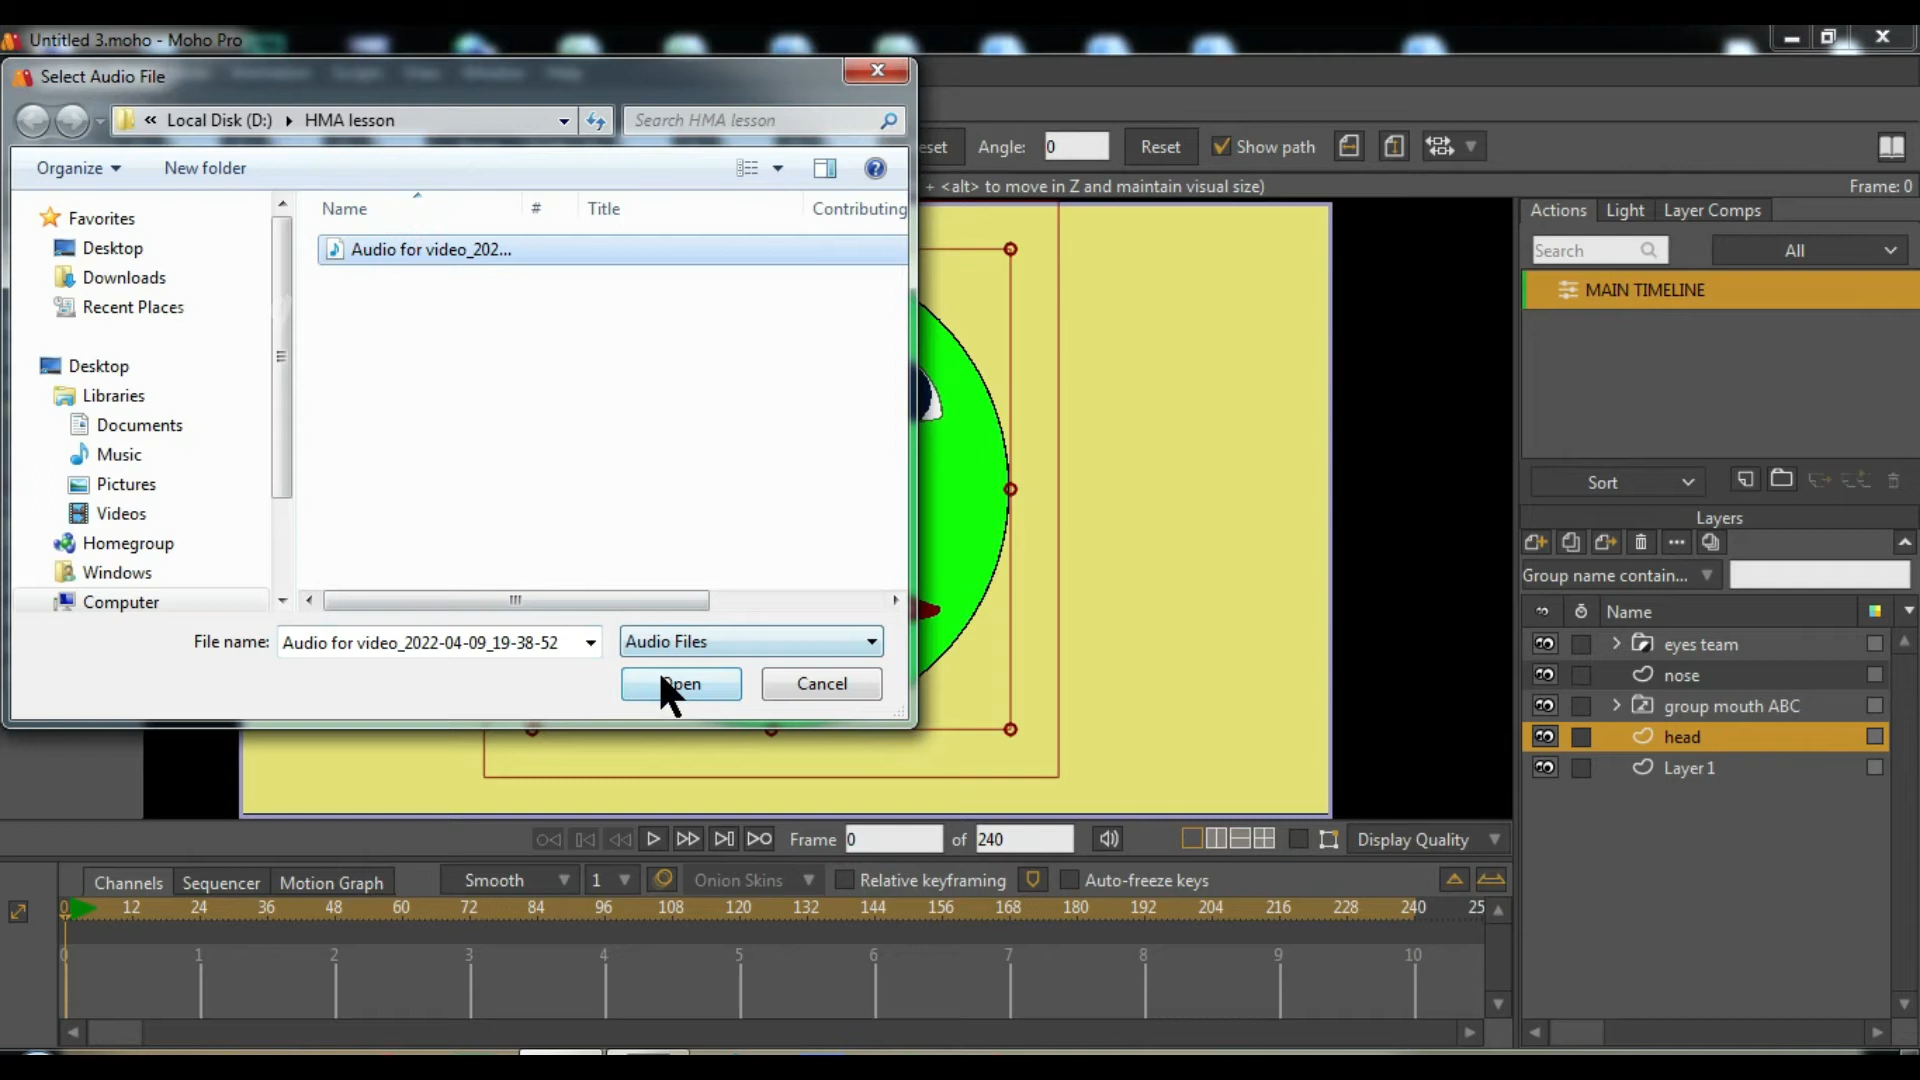 Untitled 3.moho - Moho Pro
Select Audio File
« Local Disk (D:) HMA lesson
Search HMA lesson
Organize
New folder
Name # Title Contributing
Audio for video_202...
Favorites
Desktop
Downloads
Recent Places
Desktop
Libraries
Documents
Music
Pictures
Videos
Homegroup
Windows
Computer
File name: Audio for video_2022-04-09_19-38-52
Audio Files
Open Cancel
Angle: 0 Reset Show path
+ <alt> to move in Z and maintain visual size)
Frame: 0
Actions Light Layer Comps
Search
All
MAIN TIMELINE
Sort
Layers
Group name contain...
Name
eyes team
nose
group mouth ABC
head
Layer 1
Frame 0 of 240
Display Quality
Channels Sequencer Motion Graph
Smooth 1 Onion Skins Relative keyframing Auto-freeze keys
0 12 24 36 48 60 72 84 96 108 120 132 144 156 168 180 192 204 216 228 240 25
0 1 2 3 4 5 6 7 8 9 10